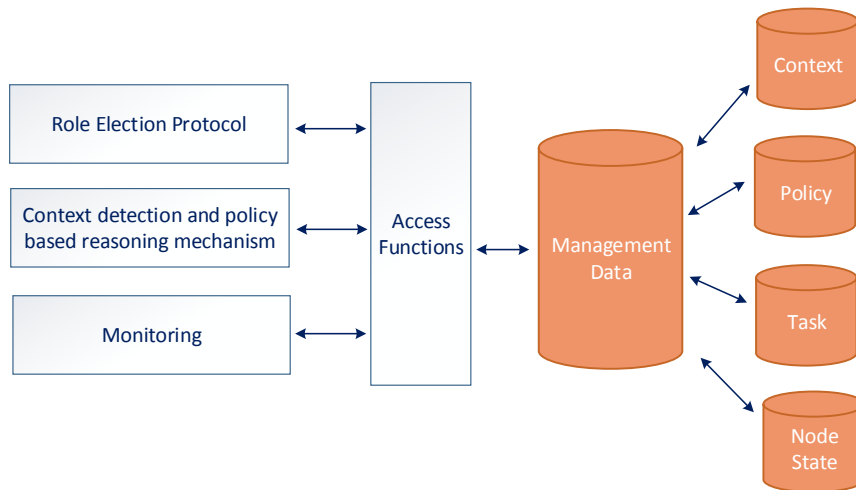 Role Election Protocol
Context detection and policy
based reasoning mechanism
Monitoring
Access
Functions
Management
Data
Context
Policy
Task
Node
State